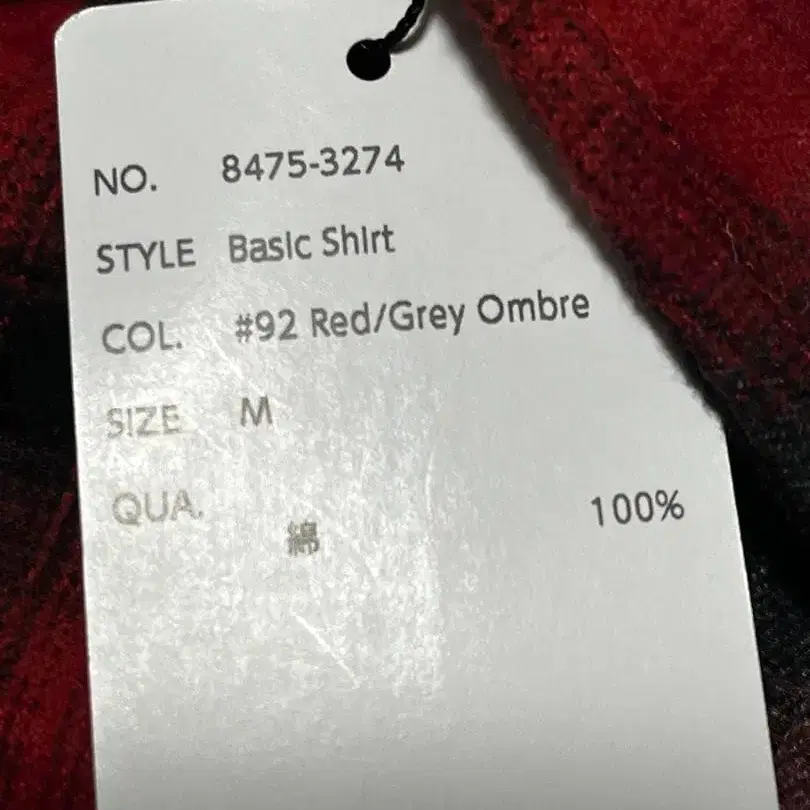 NO. 8475-3274
STYLE Basic Shirt
COL. #92 Red/Grey Ombre
SIZE M
QUA. 100%
綿